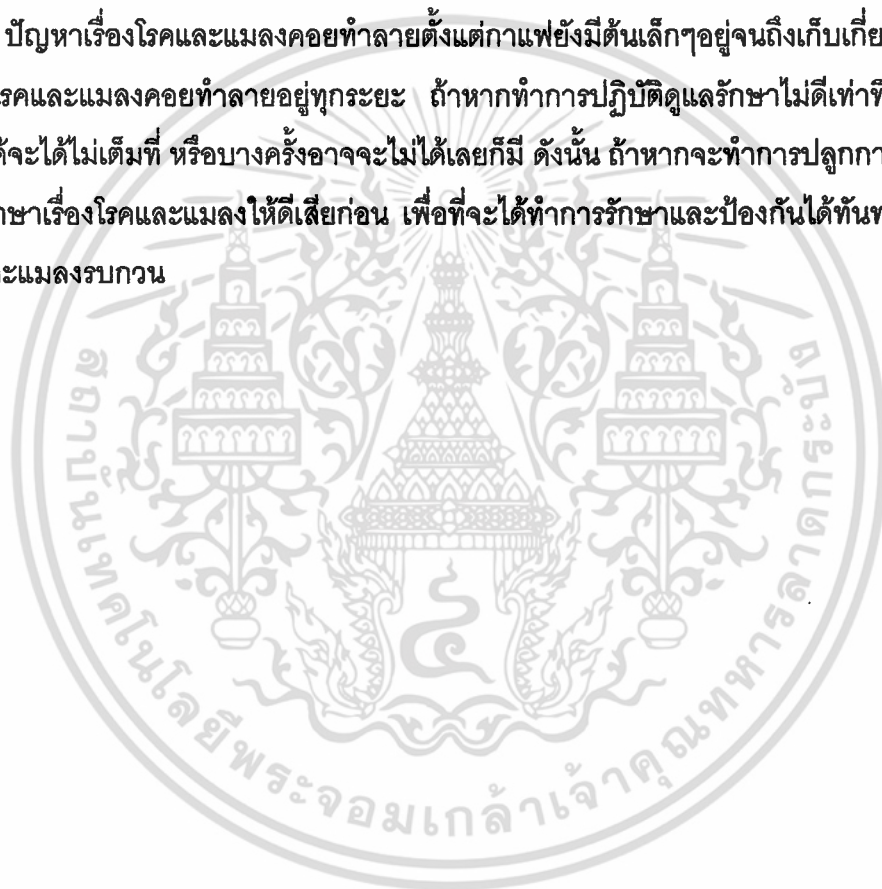 ปัญหาเรื่องโรคและแมลงคอยทำลายตั้งแต่กาแฟยังมีต้นเล็กๆอยู่จนถึงเก็บเกี่ย
รคและแมลงคอยทำลายอยู่ทุกระยะ ถ้าหากทำการปฏิบัติดูแลรักษาไม่ดีเท่าที
ด้จะได้ไม่เต็มที่ หรือบางครั้งอาจจะไม่ได้เลยก็มี ดังนั้น ถ้าหากจะทำการปลูกกา
าษาเรื่องโรคและแมลงให้ดีเสียก่อน เพื่อที่จะได้ทำการรักษาและป้องกันได้ทันท
ะแมลงรบกวน
สถาบันเทคโนโลยีพระจอมเกล้าเจ้าคุณทหารลาดกระบัง
๔